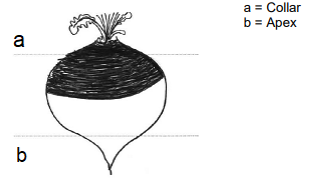 a = Collar
b = Apex
a
b